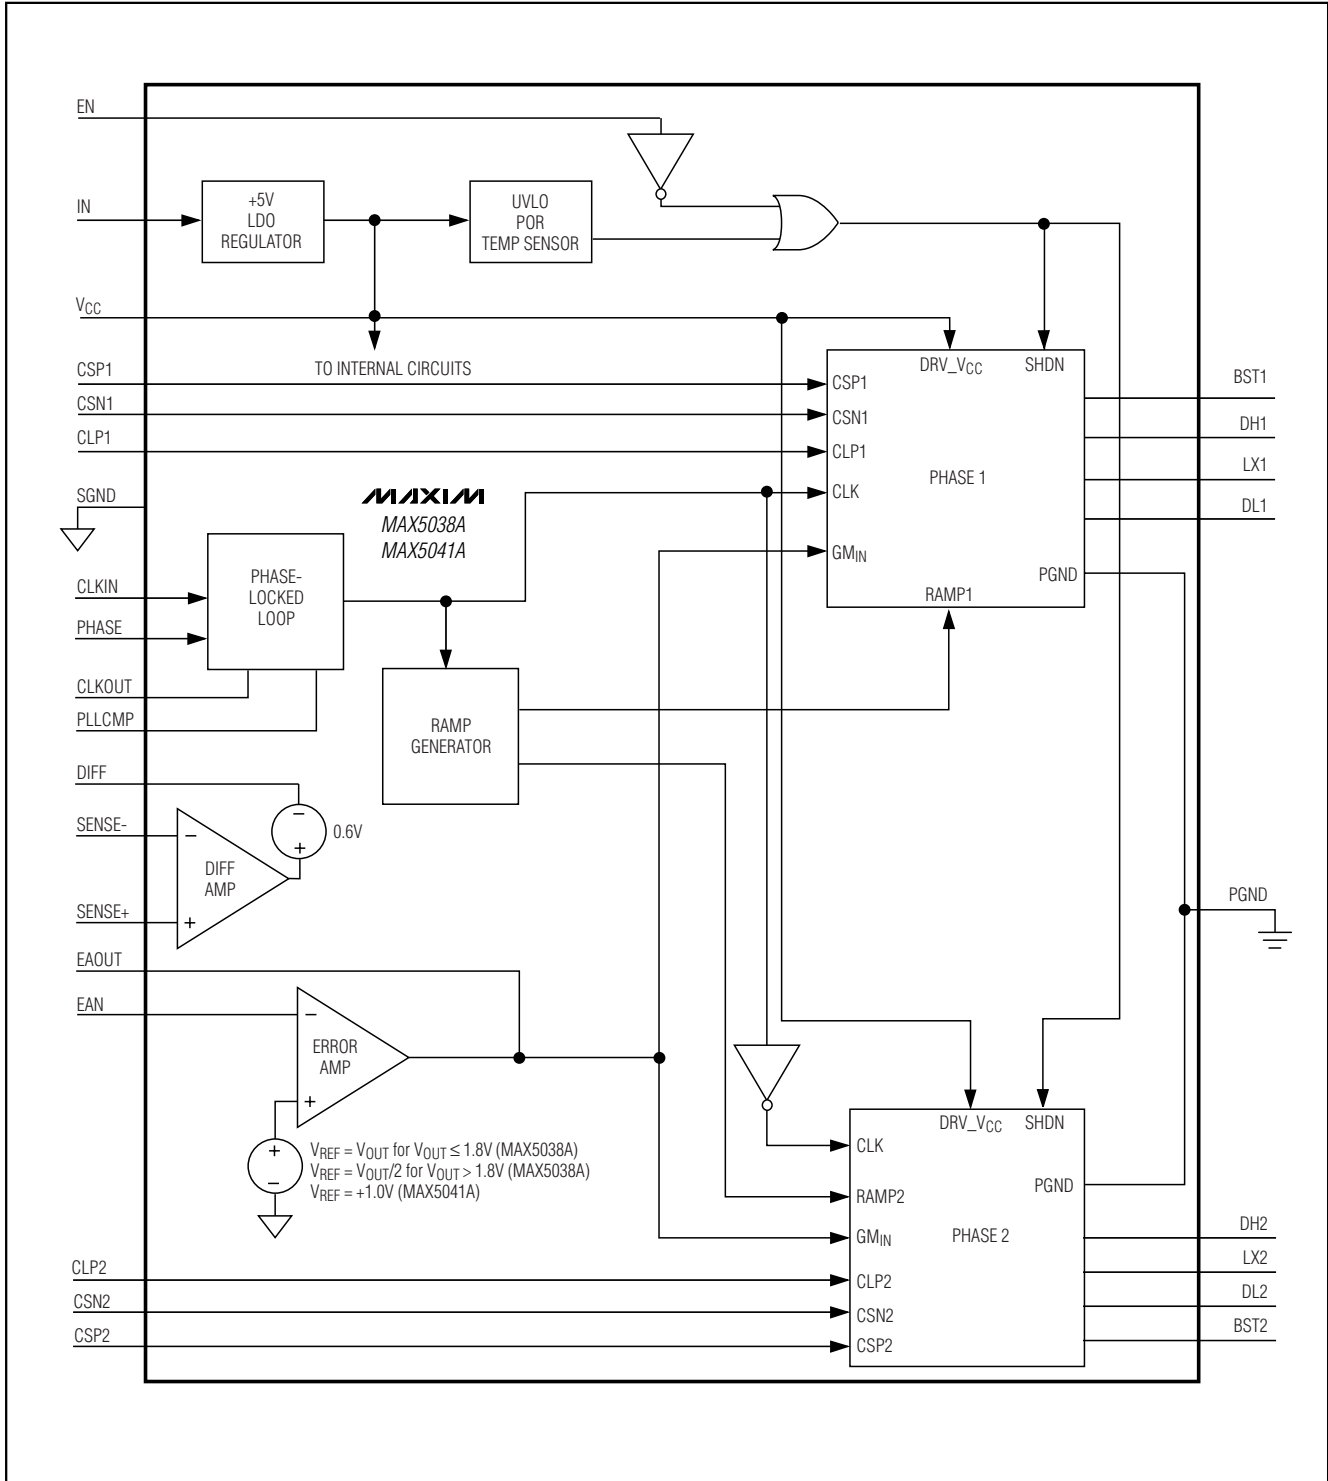 EN
IN
+5V
LDO
REGULATOR
UVLO
POR
TEMP SENSOR
VCC
TO INTERNAL CIRCUITS
DRV_VCC
SHDN
CSP1
CSN1
CLP1
CSP1
CSN1
CLP1
CLK
GMIN
PHASE 1
PGND
RAMP1
BST1
DH1
LX1
DL1
SGND
MAXIM
MAX5038A
MAX5041A
CLKIN
PHASE
CLKOUT
PLLCMP
PHASE-
LOCKED
LOOP
RAMP
GENERATOR
DIFF
SENSE-
SENSE+
−
+
DIFF
AMP
−
+
0.6V
PGND
EAOUT
EAN
−
+
ERROR
AMP
+
−
VREF = VOUT for VOUT ≤ 1.8V (MAX5038A)
VREF = VOUT/2 for VOUT > 1.8V (MAX5038A)
VREF = +1.0V (MAX5041A)
DRV_VCC
SHDN
CLK
RAMP2
GMIN
CLP2
CSN2
CSP2
PHASE 2
PGND
DH2
LX2
DL2
BST2
CLP2
CSN2
CSP2